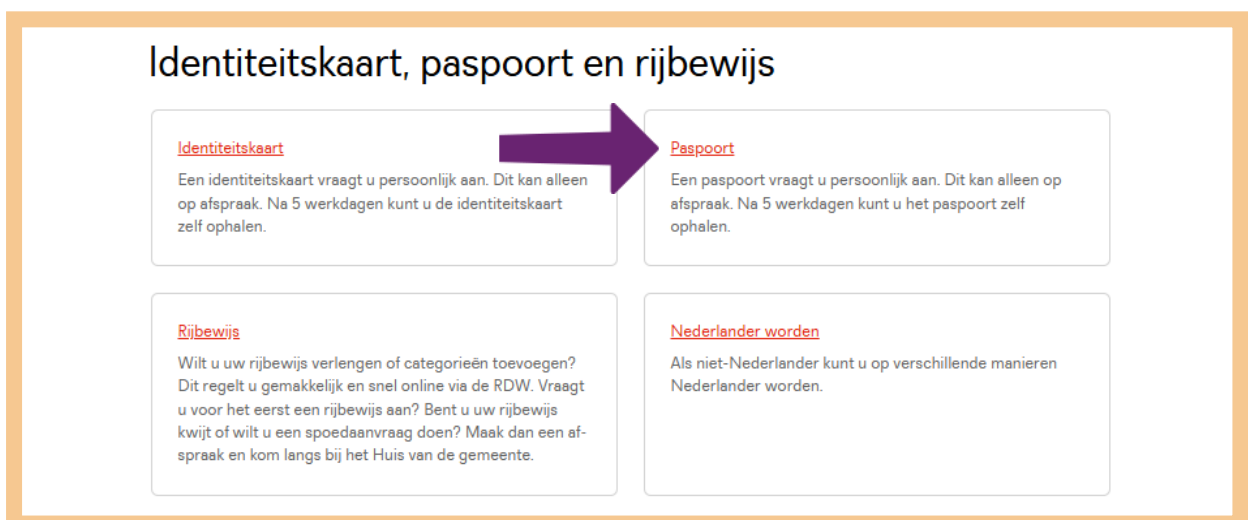 Identiteitskaart, paspoort en rijbewijs
Identiteitskaart
Een identiteitskaart vraagt u persoonlijk aan. Dit kan alleen
op afspraak. Na 5 werkdagen kunt u de identiteitskaart
zelf ophalen.
Paspoort
Een paspoort vraagt u persoonlijk aan. Dit kan alleen op
afspraak. Na 5 werkdagen kunt u het paspoort zelf
ophalen.
Rijbewijs
Wilt u uw rijbewijs verlengen of categorieën toevoegen?
Dit regelt u gemakkelijk en snel online via de RDW. Vraagt
u voor het eerst een rijbewijs aan? Bent u uw rijbewijs
kwijt of wilt u een spoedaanvraag doen? Maak dan een af-
spraak en kom langs bij het Huis van de gemeente.
Nederlander worden
Als niet-Nederlander kunt u op verschillende manieren
Nederlander worden.